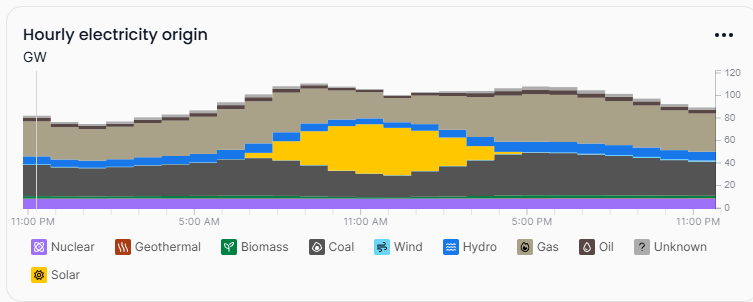 Hourly electricity origin
GW
120
100
80
60
40
20
0
11:00 PM 5:00 AM 11:00 AM 5:00 PM 11:00 PM
Nuclear Geothermal Biomass Coal Wind Hydro Gas Oil ? Unknown
Solar